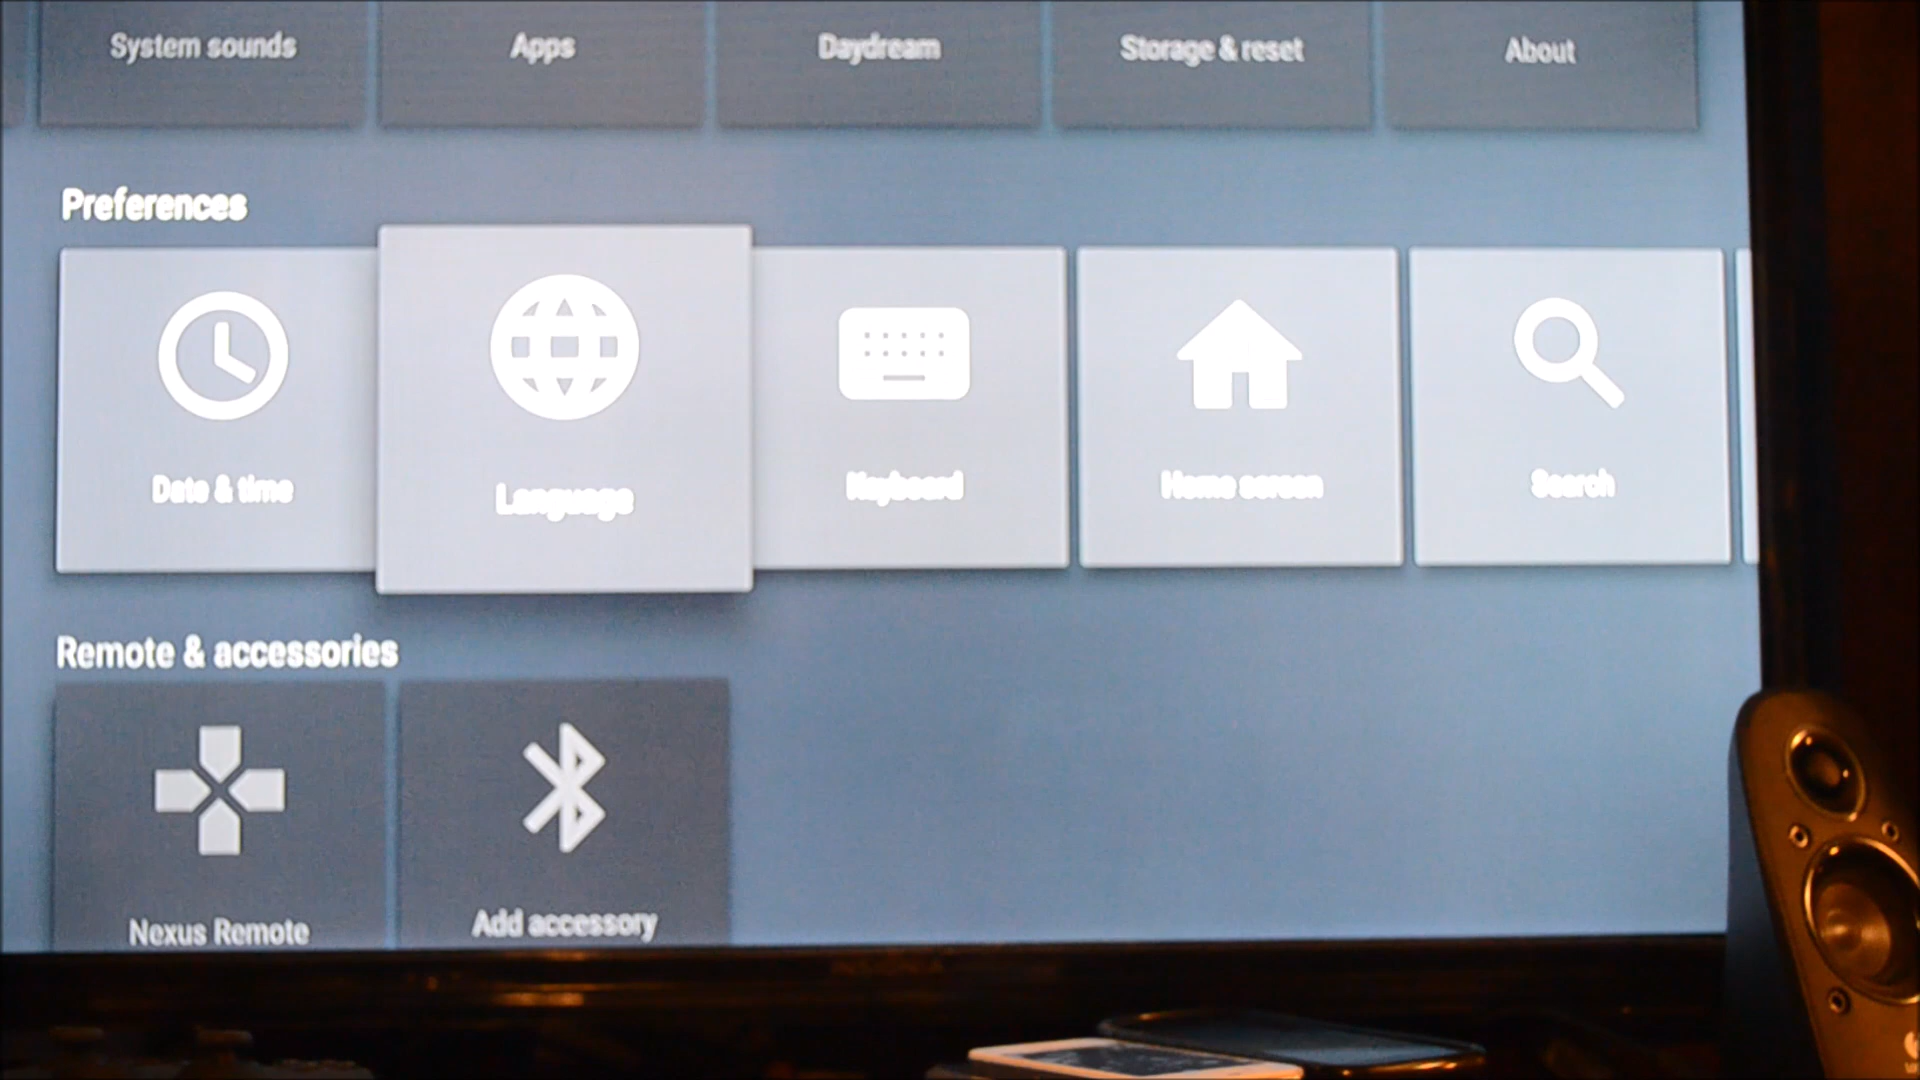 System sounds
Apps
Daydream
Storage & reset
About
Preferences
Date & time
Language
Keyboard
Home screen
Search
Remote & accessories
Nexus Remote
Add accessory